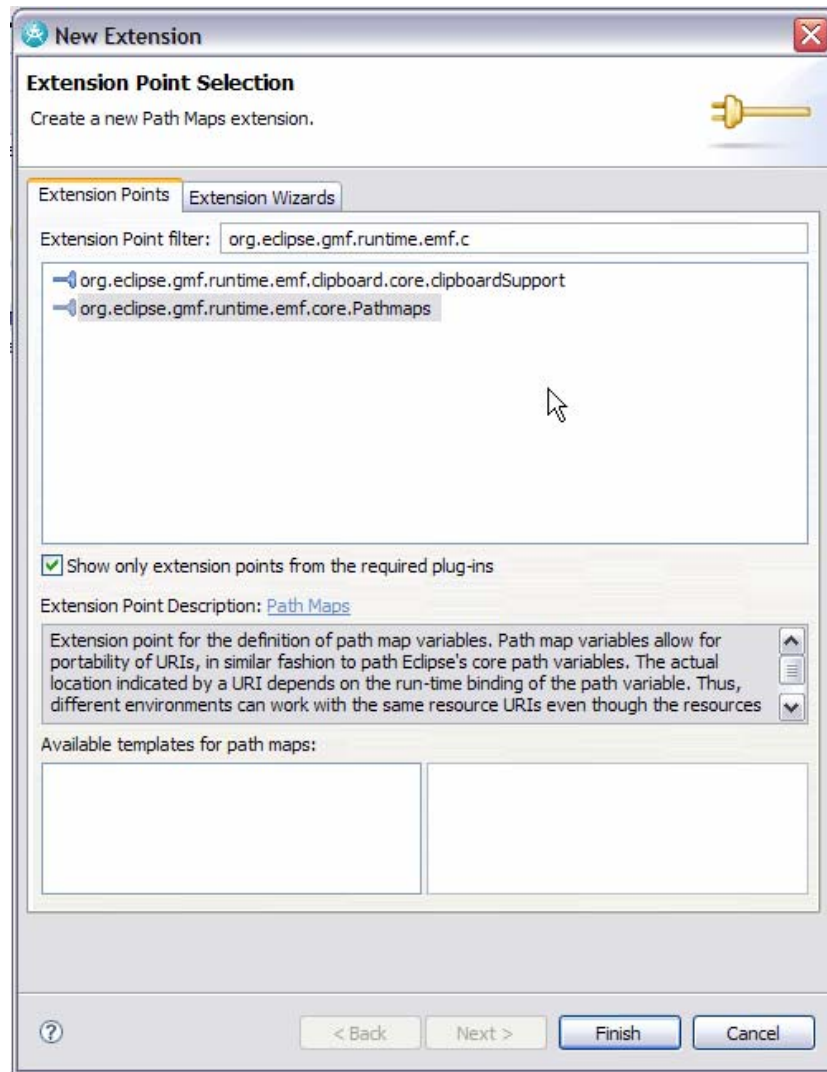 New Extension
Extension Point Selection
Create a new Path Maps extension.
Extension Points
Extension Wizards
Extension Point filter: org.eclipse.gmf.runtime.emf.c
org.eclipse.gmf.runtime.emf.clipboard.core.clipboardSupport
org.eclipse.gmf.runtime.emf.core.Pathmaps
Show only extension points from the required plug-ins
Extension Point Description: Path Maps
Extension point for the definition of path map variables. Path map variables allow for
portability of URIs, in similar fashion to path Eclipse's core path variables. The actual
location indicated by a URI depends on the run-time binding of the path variable. Thus,
different environments can work with the same resource URIs even though the resources
Available templates for path maps:
?
< Back
Next >
Finish
Cancel